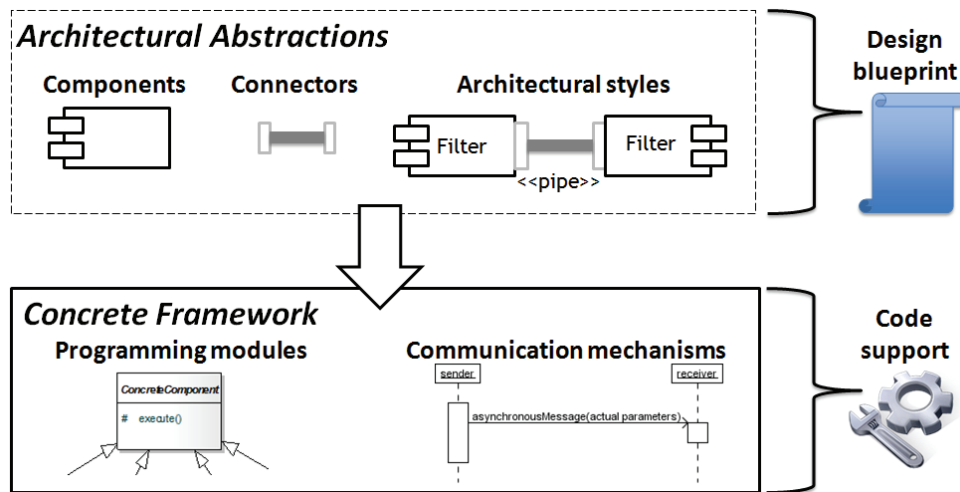 Architectural Abstractions
Components
Connectors
Architectural styles
Filter
Filter
<<pipe>>
Design
blueprint
Concrete Framework
Programming modules
Communication mechanisms
ConcreteComponent
# execute()
sender
receiver
asynchronousMessage(actual parameters)
Code
support